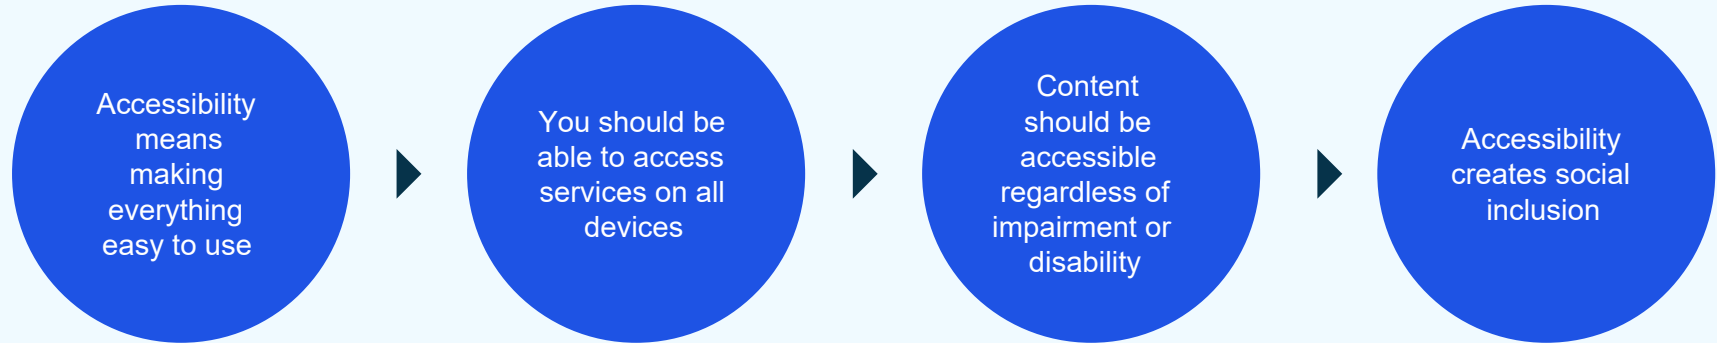 Accessibility
means
making
everything
easy to use
You should be
able to access
services on all
devices
Content
should be
accessible
regardless of
impairment or
disability
Accessibility
creates social
inclusion